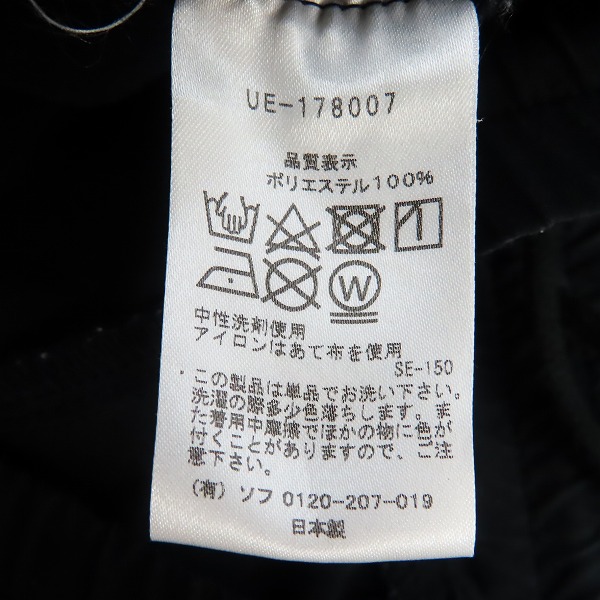 UE-178007
品質表示
ポリエステル100%
W
中性洗剤使用
アイロンはあて布を使用
SE-150
・この製品は単品でお洗い下さい。
洗濯の際多少色落ちします。ま
た着用中摩擦でほかの物に色が
付くことがありますので、ご注
意下さい。
(有) ソフ 0120-207-019
日本製